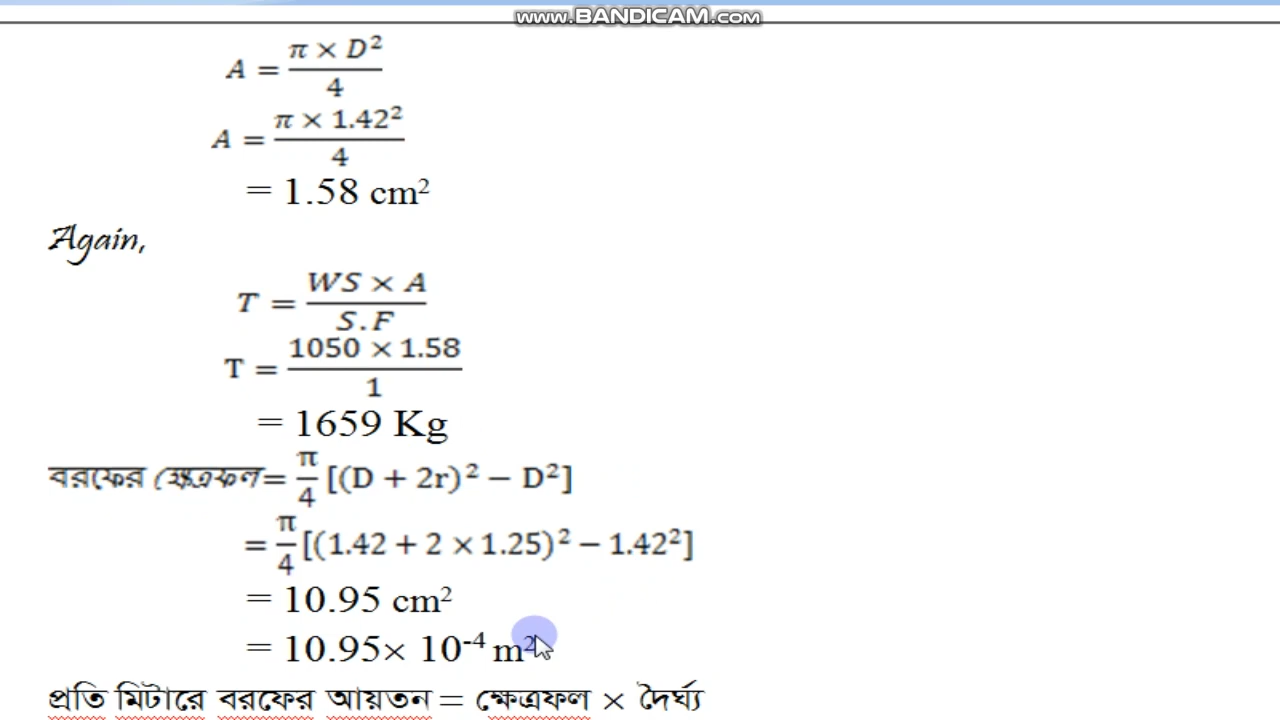 www.BANDICAM.com
A = π × D² / 4
A = π × 1.42² / 4
= 1.58 cm²
Again,
T = WS × A / S.F
T = 1050 × 1.58 / 1
= 1659 Kg
বরফের ক্ষেত্রফল = π/4 [(D + 2r)² − D²]
= π/4 [(1.42 + 2 × 1.25)² − 1.42²]
= 10.95 cm²
= 10.95× 10⁻⁴ m²
প্রতি মিটারে বরফের আয়তন = ক্ষেত্রফল × দৈর্ঘ্য